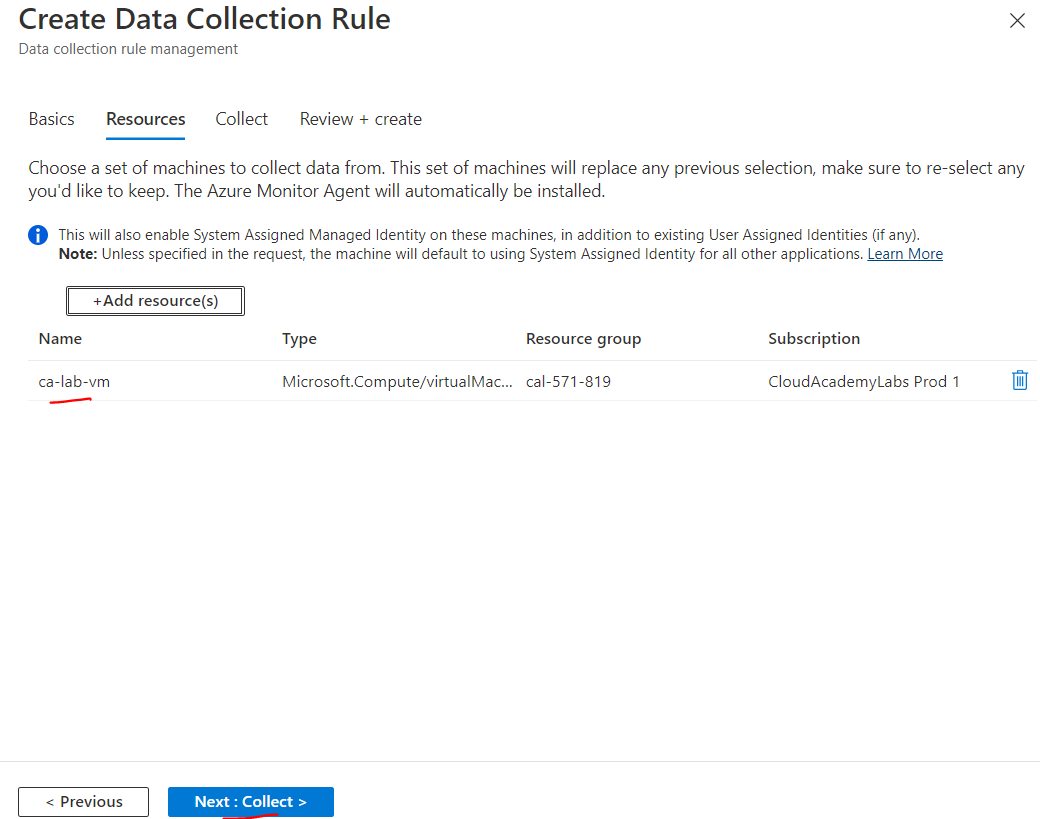 Create Data Collection Rule
Data collection rule management
Basics Resources Collect Review + create
Choose a set of machines to collect data from. This set of machines will replace any previous selection, make sure to re-select any
you'd like to keep. The Azure Monitor Agent will automatically be installed.
This will also enable System Assigned Managed Identity on these machines, in addition to existing User Assigned Identities (if any).
Note: Unless specified in the request, the machine will default to using System Assigned Identity for all other applications. Learn More
+Add resource(s)
Name Type Resource group Subscription
ca-lab-vm Microsoft.Compute/virtualMac... cal-571-819 CloudAcademyLabs Prod 1
< Previous Next : Collect >